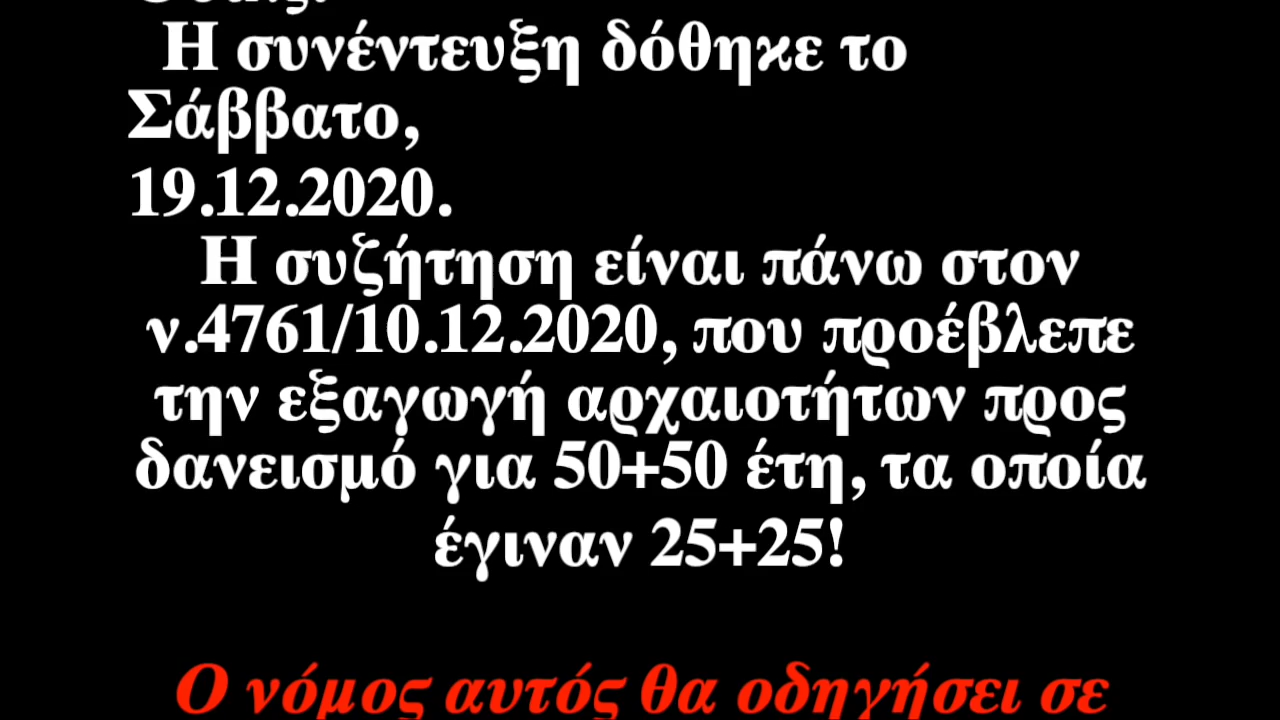 Η συνέντευξη δόθηκε το
Σάββατο,
19.12.2020.
Η συζήτηση είναι πάνω στον
ν.4761/10.12.2020, που προέβλεπε
την εξαγωγή αρχαιοτήτων προς
δανεισμό για 50+50 έτη, τα οποία
έγιναν 25+25!
Ο νόμος αυτός θα οδηγήσει σε